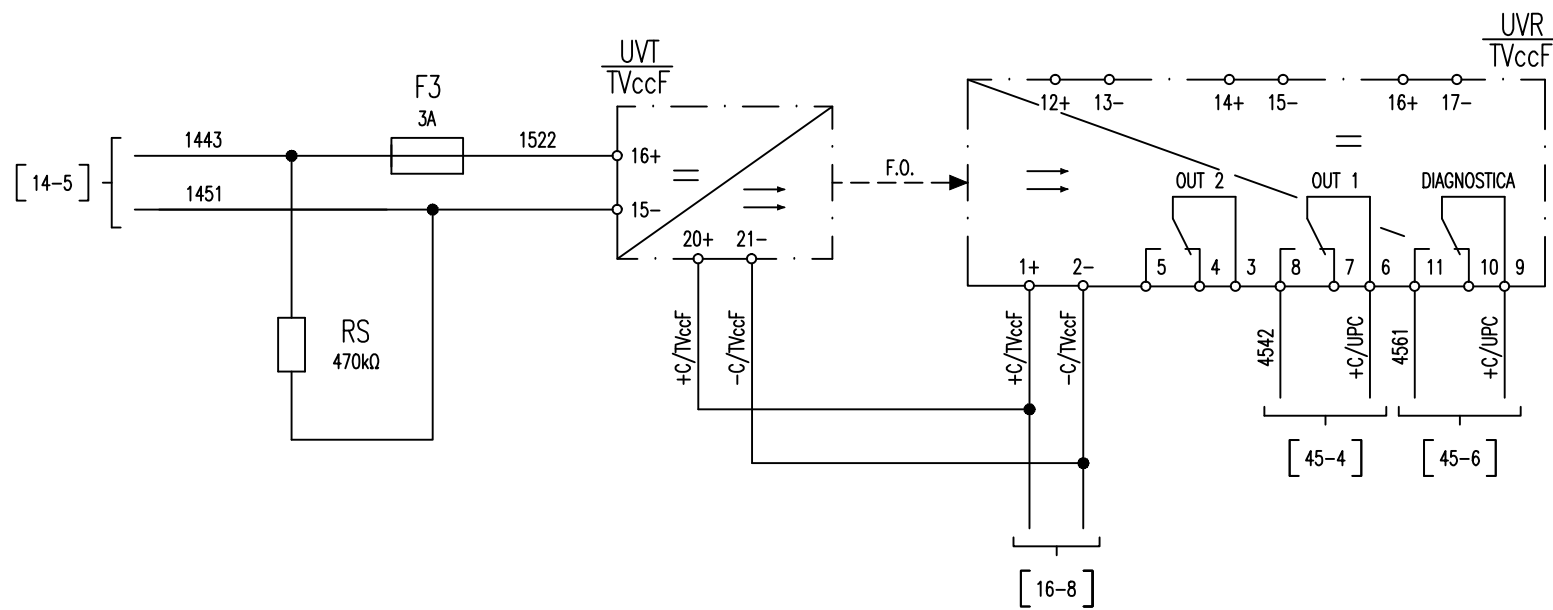 UVT
TVccF
UVR
TVccF
F3
3A
1443
1522
[14-5]
1451
16+
=
15-
20+
21-
F.O.
12+
13-
14+
15-
16+
17-
=
OUT 2
OUT 1
DIAGNOSTICA
1+
2-
5
4
3
8
7
6
11
10
9
RS
470kΩ
+C/TVccF
-C/TVccF
+C/TVccF
-C/TVccF
4542
+C/UPC
4561
+C/UPC
[45-4]
[45-6]
[16-8]